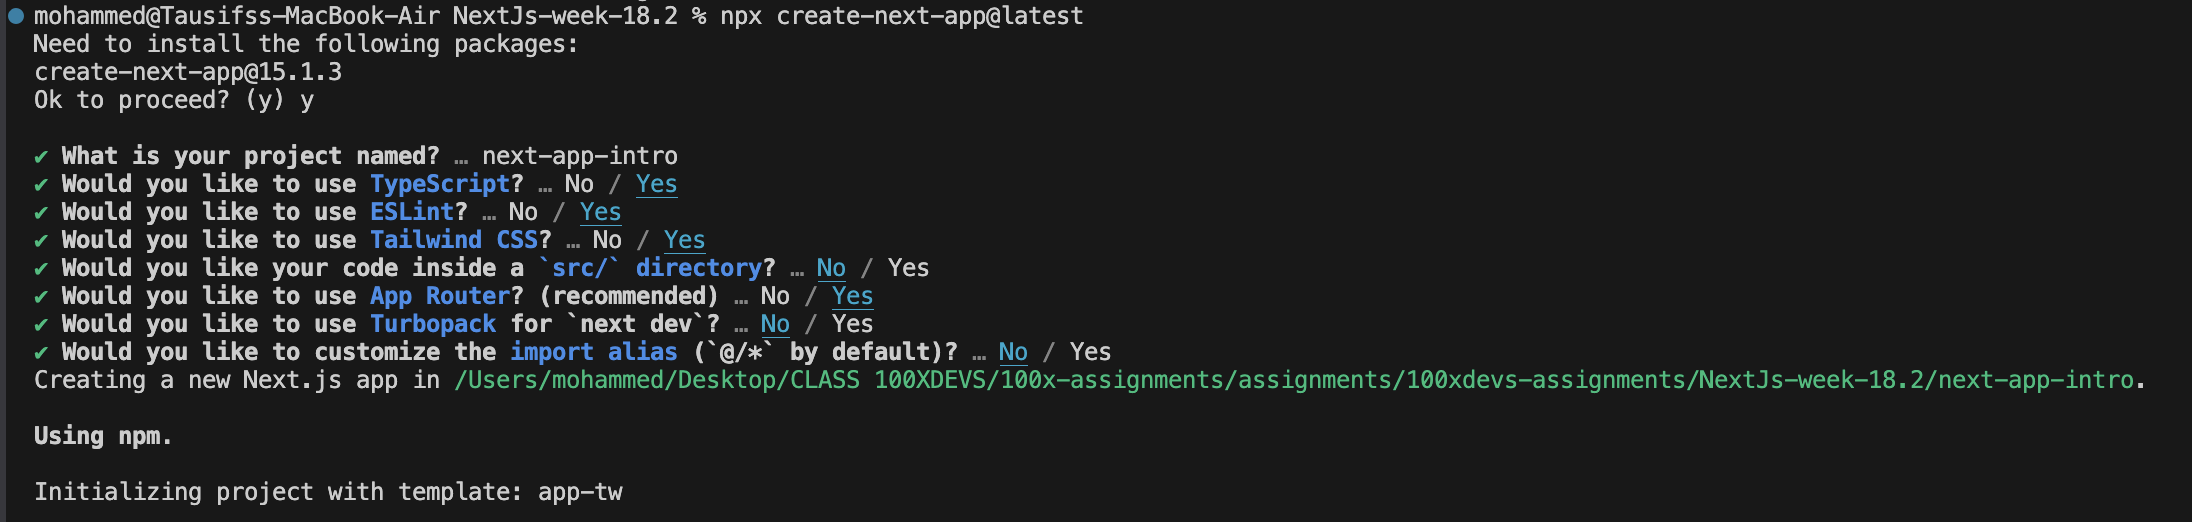 mohammed@Tausifss-MacBook-Air NextJs-week-18.2 % npx create-next-app@latest
Need to install the following packages:
create-next-app@15.1.3
Ok to proceed? (y) y
✔ What is your project named? … next-app-intro
✔ Would you like to use TypeScript? … No / Yes
✔ Would you like to use ESLint? … No / Yes
✔ Would you like to use Tailwind CSS? … No / Yes
✔ Would you like your code inside a `src/` directory? … No / Yes
✔ Would you like to use App Router? (recommended) … No / Yes
✔ Would you like to use Turbopack for `next dev`? … No / Yes
✔ Would you like to customize the import alias (`@/*` by default)? … No / Yes
Creating a new Next.js app in /Users/mohammed/Desktop/CLASS 100XDEVS/100x-assignments/assignments/100xdevs-assignments/NextJs-week-18.2/next-app-intro.
Using npm.
Initializing project with template: app-tw